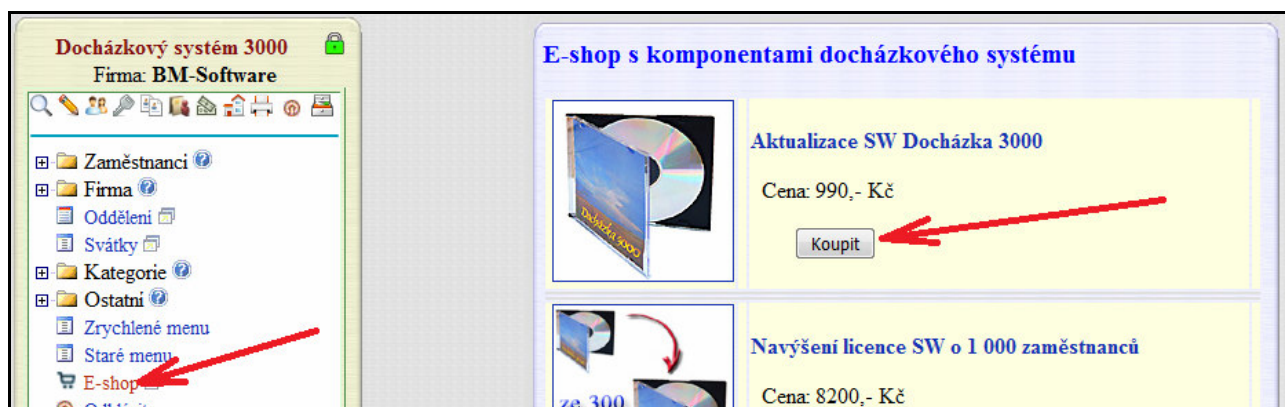 Docházkový systém 3000
Firma: BM-Software
Zaměstnanci
Firma
Oddělení
Svátky
Kategorie
Ostatní
Zrychlené menu
Staré menu
E-shop
E-shop s komponentami docházkového systému
Docházka 3000
Aktualizace SW Docházka 3000
Cena: 990,- Kč
Koupit
ze 300
Navýšení licence SW o 1 000 zaměstnanců
Cena: 8200,- Kč